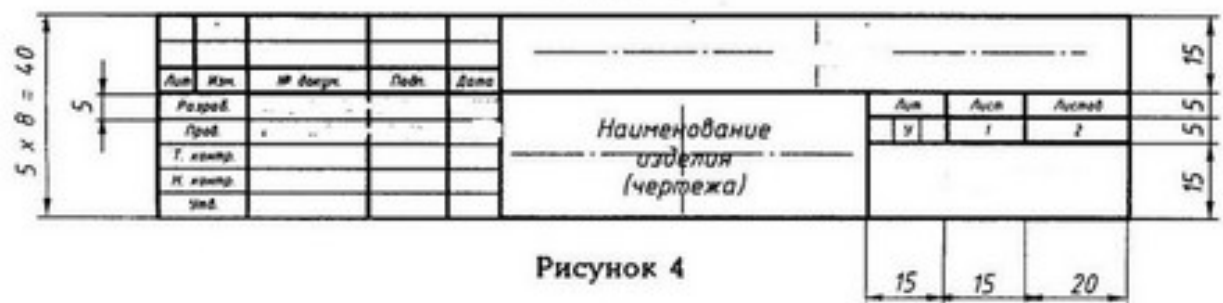 5 x 8 = 40
5
Лит Изм. № докум. Подп. Дата
Разраб.
Пров.
Т. контр.
Н. контр.
Утв.
Наименование
изделия
(чертежа)
Лит Лист Листов
У 1 2
15
5
5
15
15 15 20
Рисунок 4